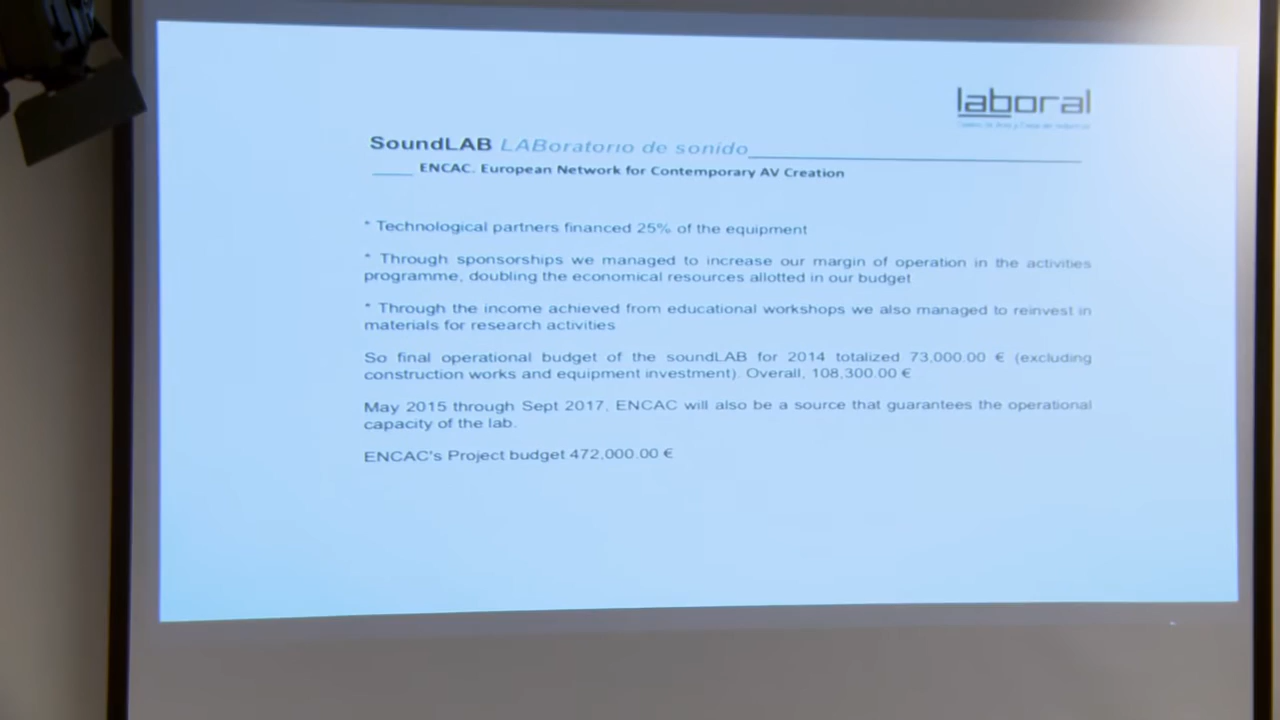 laboral
SoundLAB LABoratorio de sonido
ENCAC. European Network for Contemporary AV Creation
* Technological partners financed 25% of the equipment
* Through sponsorships we managed to increase our margin of operation in the activities
programme, doubling the economical resources allotted in our budget
* Through the income achieved from educational workshops we also managed to reinvest in
materials for research activities
So final operational budget of the soundLAB for 2014 totalized 73,000.00 € (excluding
construction works and equipment investment). Overall, 108,300.00 €
May 2015 through Sept 2017, ENCAC will also be a source that guarantees the operational
capacity of the lab.
ENCAC's Project budget 472,000.00 €